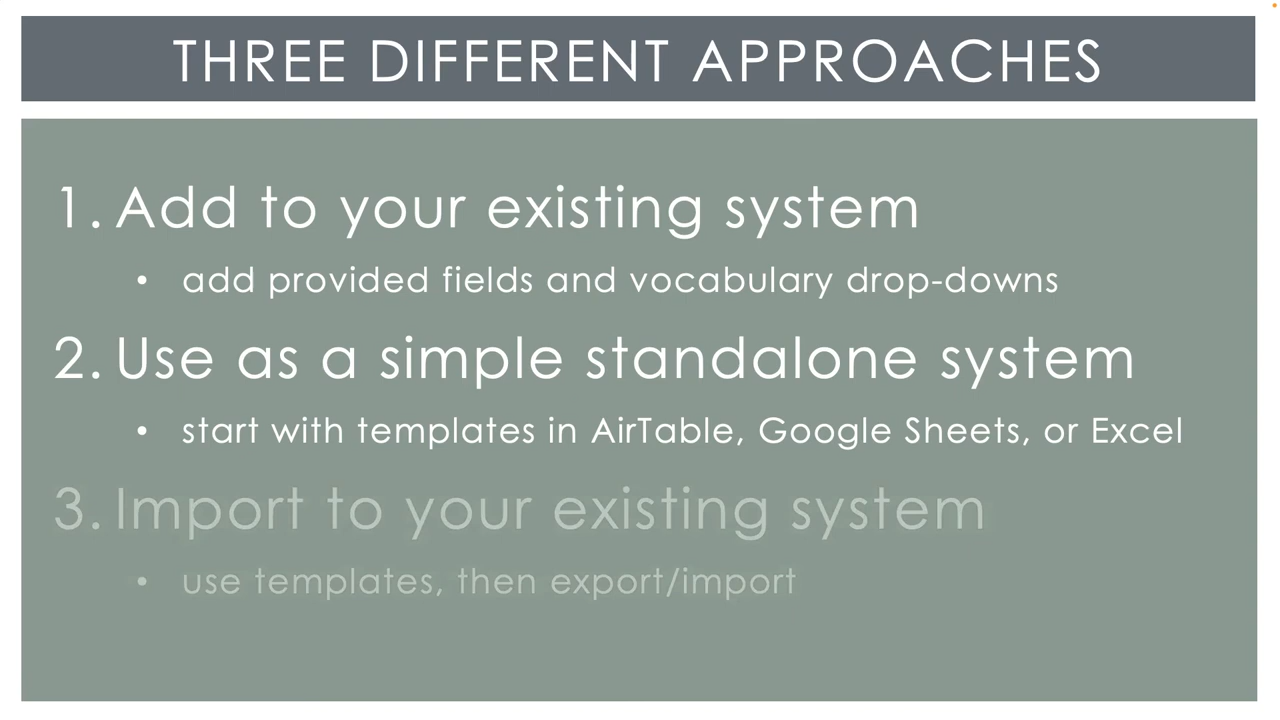 THREE DIFFERENT APPROACHES
1. Add to your existing system
• add provided fields and vocabulary drop-downs
2. Use as a simple standalone system
• start with templates in AirTable, Google Sheets, or Excel
3. Import to your existing system
• use templates, then export/import